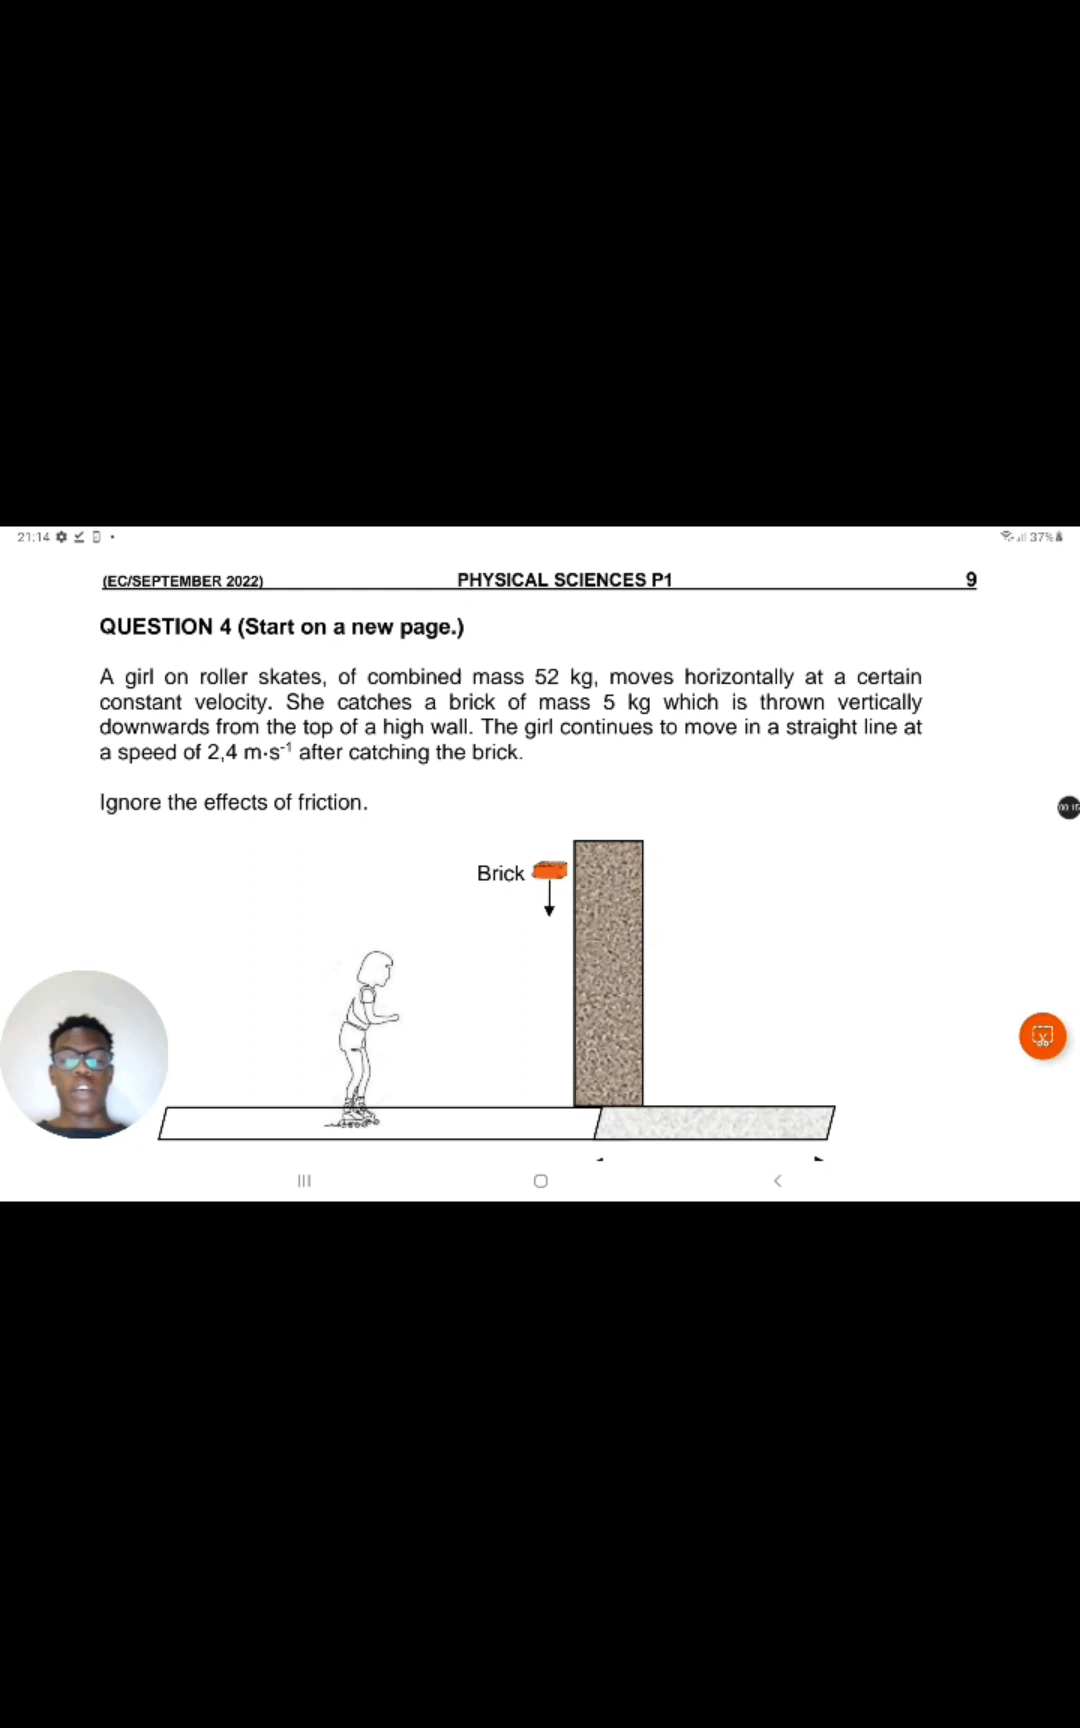 21:14
37%
(EC/SEPTEMBER 2022) PHYSICAL SCIENCES P1 9
QUESTION 4 (Start on a new page.)
A girl on roller skates, of combined mass 52 kg, moves horizontally at a certain
constant velocity. She catches a brick of mass 5 kg which is thrown vertically
downwards from the top of a high wall. The girl continues to move in a straight line at
a speed of 2,4 m·s⁻¹ after catching the brick.
Ignore the effects of friction.
00:15
Brick